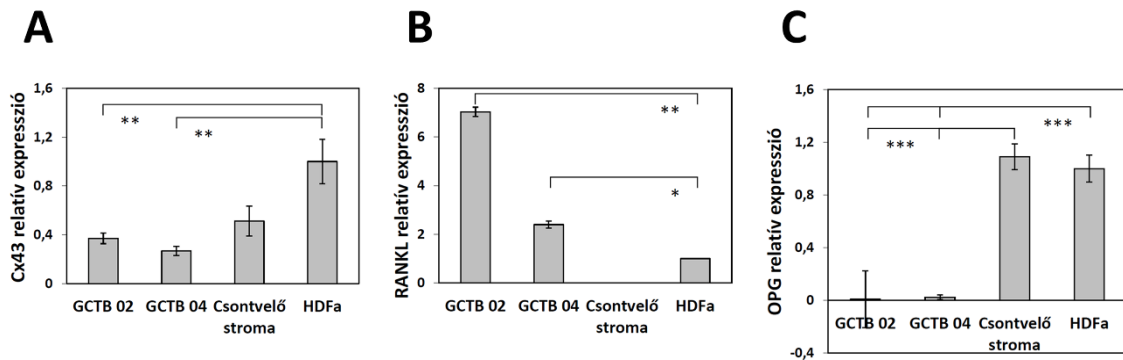 A
Cx43 relatív expresszió
1,6
1,2
0,8
0,4
0
**
**
GCTB 02
GCTB 04
Csontvelő
stroma
HDFa
B
RANKL relatív expresszió
8
6
4
2
0
**
*
GCTB 02
GCTB 04
Csontvelő
stroma
HDFa
C
OPG relatív expresszió
1,6
1,2
0,8
0,4
0
-0,4
***
***
GCTB 02
GCTB 04
Csontvelő
stroma
HDFa